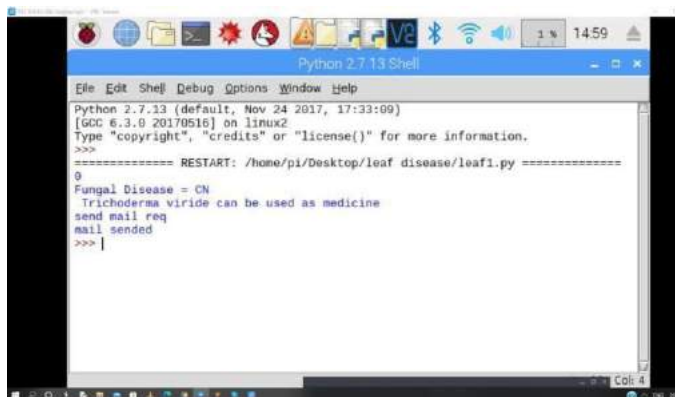 1 %
14:59
Python 2.7.13 Shell
File Edit Shell Debug Options Window Help
Python 2.7.13 (default, Nov 24 2017, 17:33:09)
[GCC 6.3.0 20170516] on linux2
Type "copyright", "credits" or "license()" for more information.
>>>
============== RESTART: /home/pi/Desktop/leaf disease/leaf1.py ==============
0
Fungal Disease = CN
Trichoderma viride can be used as medicine
send mail req
mail sended
>>>
Col: 4